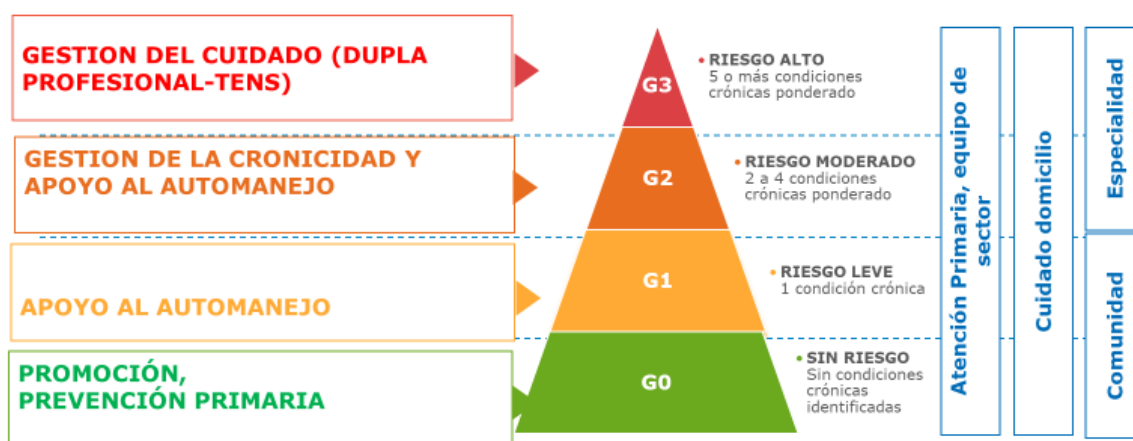 GESTION DEL CUIDADO (DUPLA
PROFESIONAL-TENS)
G3
• RIESGO ALTO
5 o más condiciones
crónicas ponderado
GESTION DE LA CRONICIDAD Y
APOYO AL AUTOMANEJO
G2
• RIESGO MODERADO
2 a 4 condiciones
crónicas ponderado
APOYO AL AUTOMANEJO
G1
• RIESGO LEVE
1 condición crónica
PROMOCIÓN,
PREVENCIÓN PRIMARIA
G0
• SIN RIESGO
Sin condiciones
crónicas
identificadas
Atención Primaria, equipo de
sector
Cuidado domicilio
Especialidad
Comunidad